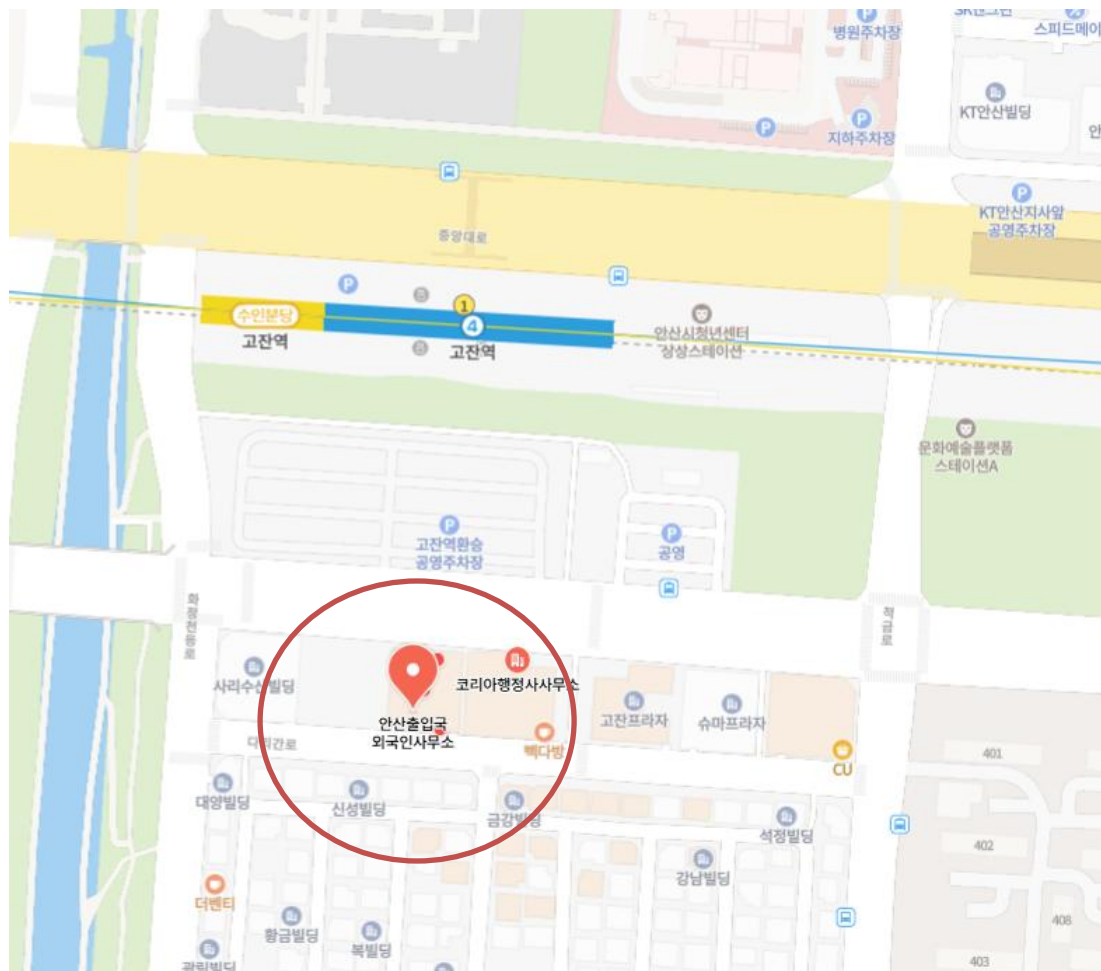 병원주차장
스피드메이
KT안산빌딩
P
지하주차장
P
안
P
KT안산지사앞
공영주차장
중앙대로
P
수인분당
고잔역
1
4
고잔역
안산시청년센터
상상스테이션
문화예술플랫폼
스테이션A
P
고잔역환승
공영주차장
P
공영
화정천동로
적금로
사리수산빌딩
코리아행정사사무소
안산출입국
외국인사무소
고잔프라자
슈마프라자
다리간로
빽다방
CU
401
대양빌딩
신성빌딩
금강빌딩
석정빌딩
402
강남빌딩
더벤티
황금빌딩
복빌딩
408
403